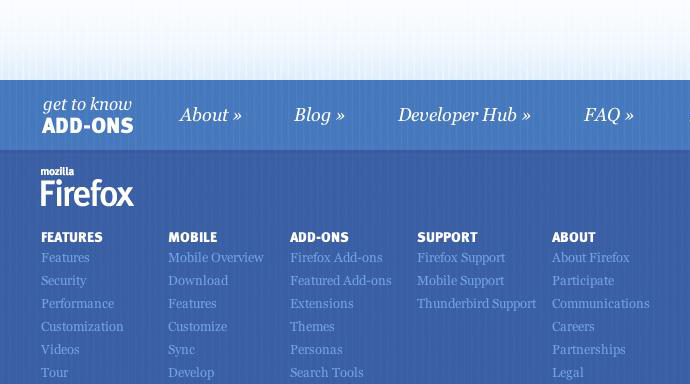 get to know
ADD-ONS
About »
Blog »
Developer Hub »
FAQ »
mozilla
Firefox
FEATURES
Features
Security
Performance
Customization
Videos
Tour
MOBILE
Mobile Overview
Download
Features
Customize
Sync
Develop
ADD-ONS
Firefox Add-ons
Featured Add-ons
Extensions
Themes
Personas
Search Tools
SUPPORT
Firefox Support
Mobile Support
Thunderbird Support
ABOUT
About Firefox
Participate
Communications
Careers
Partnerships
Legal